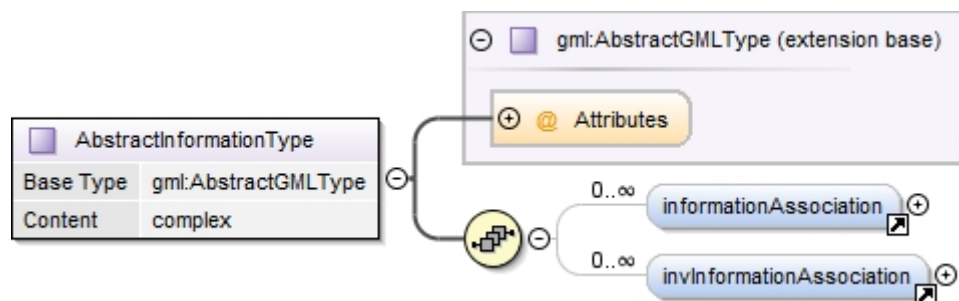 gml:AbstractGMLType (extension base)
@ Attributes
AbstractInformationType
Base Type gml:AbstractGMLType
Content complex
0..∞ informationAssociation
0..∞ invInformationAssociation